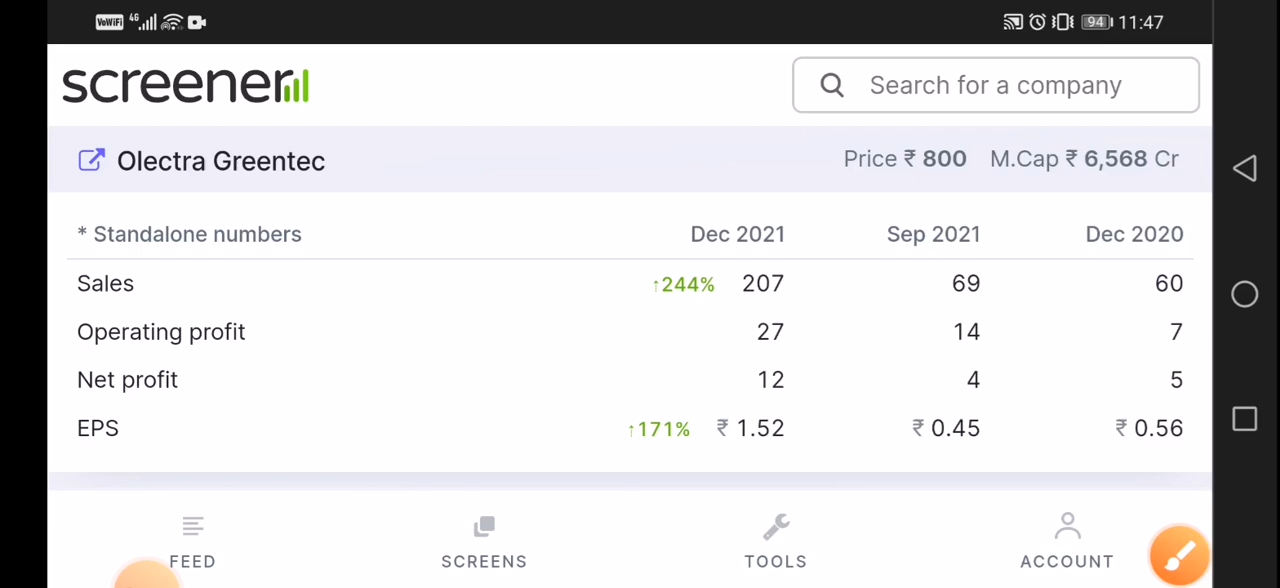 VoWiFi 4G 94 11:47
screener Search for a company
Olectra Greentec Price ₹ 800 M.Cap ₹ 6,568 Cr
* Standalone numbers Dec 2021 Sep 2021 Dec 2020
Sales ↑244% 207 69 60
Operating profit 27 14 7
Net profit 12 4 5
EPS ↑171% ₹ 1.52 ₹ 0.45 ₹ 0.56
FEED SCREENS TOOLS ACCOUNT